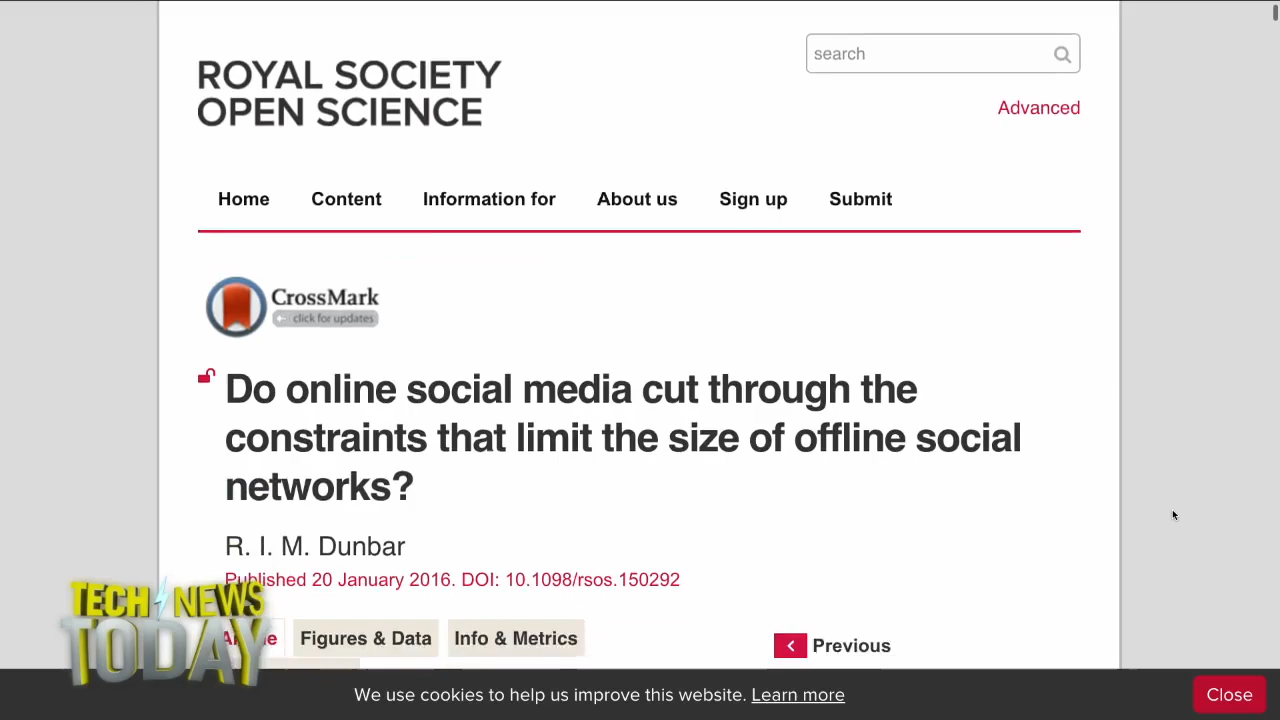 ROYAL SOCIETY
OPEN SCIENCE
search
Advanced
Home Content Information for About us Sign up Submit
CrossMark
click for updates
Do online social media cut through the
constraints that limit the size of offline social
networks?
R. I. M. Dunbar
Published 20 January 2016. DOI: 10.1098/rsos.150292
TECH NEWS
TODAY
Figures & Data Info & Metrics
Previous
We use cookies to help us improve this website. Learn more
Close